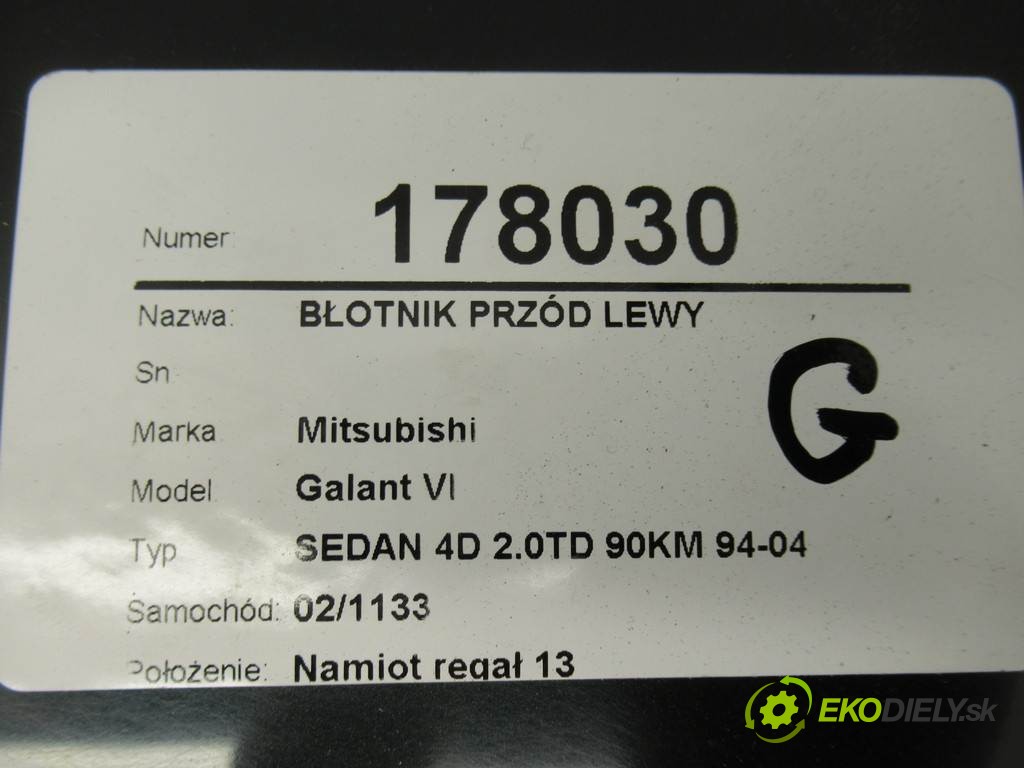 Numer: 178030
Nazwa: BŁOTNIK PRZÓD LEWY
Sn
Marka Mitsubishi
G
Model Galant VI
Typ SEDAN 4D 2.0TD 90KM 94-04
Samochód: 02/1133
Położenie: Namiot regał 13
EKODIELY.sk